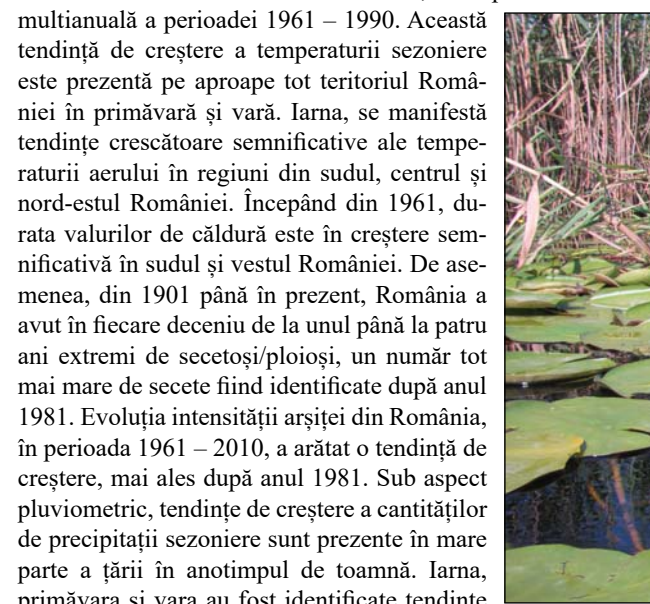 multianuală a perioadei 1961 – 1990. Această
tendință de creștere a temperaturii sezoniere
este prezentă pe aproape tot teritoriul Româ-
niei în primăvară și vară. Iarna, se manifestă
tendințe crescătoare semnificative ale tempe-
raturii aerului în regiuni din sudul, centrul și
nord-estul României. Începând din 1961, du-
rata valurilor de căldură este în creștere sem-
nificativă în sudul și vestul României. De ase-
menea, din 1901 până în prezent, România a
avut în fiecare deceniu de la unul până la patru
ani extremi de secetoși/ploioși, un număr tot
mai mare de secete fiind identificate după anul
1981. Evoluția intensității arșiței din România,
în perioada 1961 – 2010, a arătat o tendință de
creștere, mai ales după anul 1981. Sub aspect
pluviometric, tendințe de creștere a cantităților
de precipitații sezoniere sunt prezente în mare
parte a țării în anotimpul de toamnă. Iarna,
primăvara și vara au fost identificate tendințe